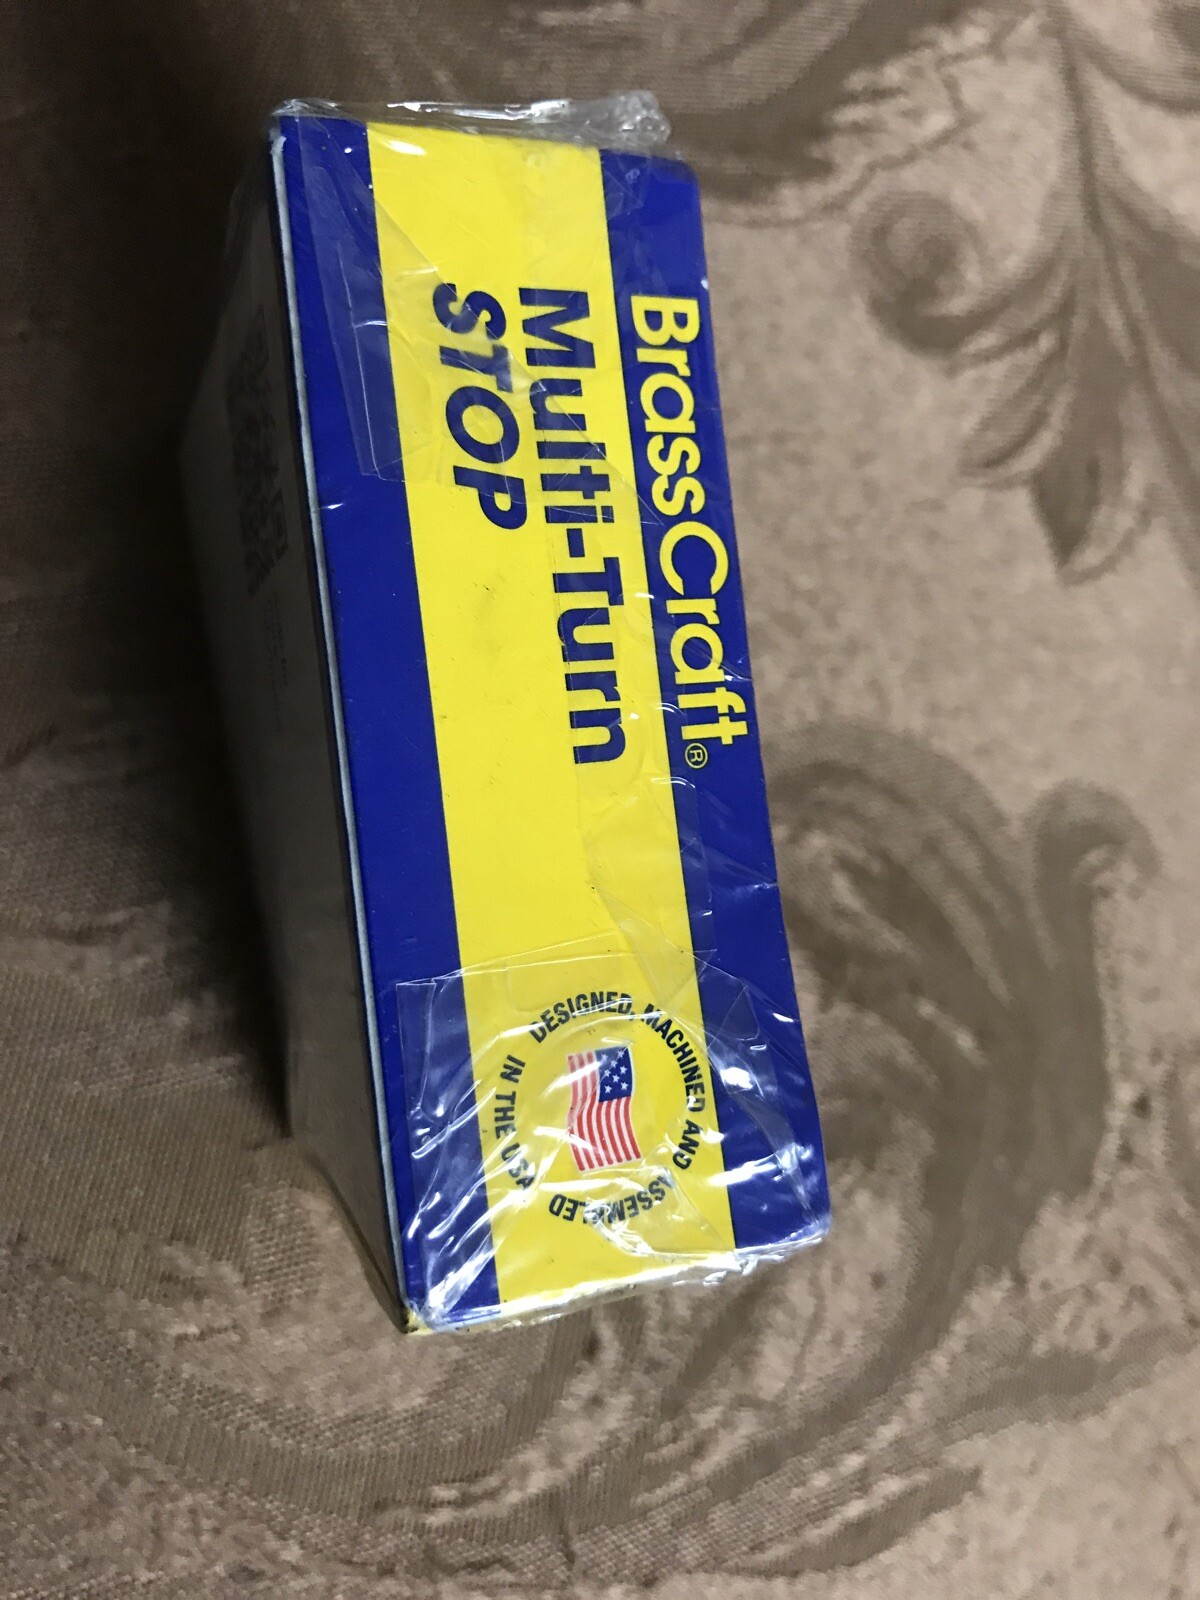 BrassCraft®
Multi-Turn
STOP
DESIGNED, MACHINED AND ASSEMBLED IN THE USA